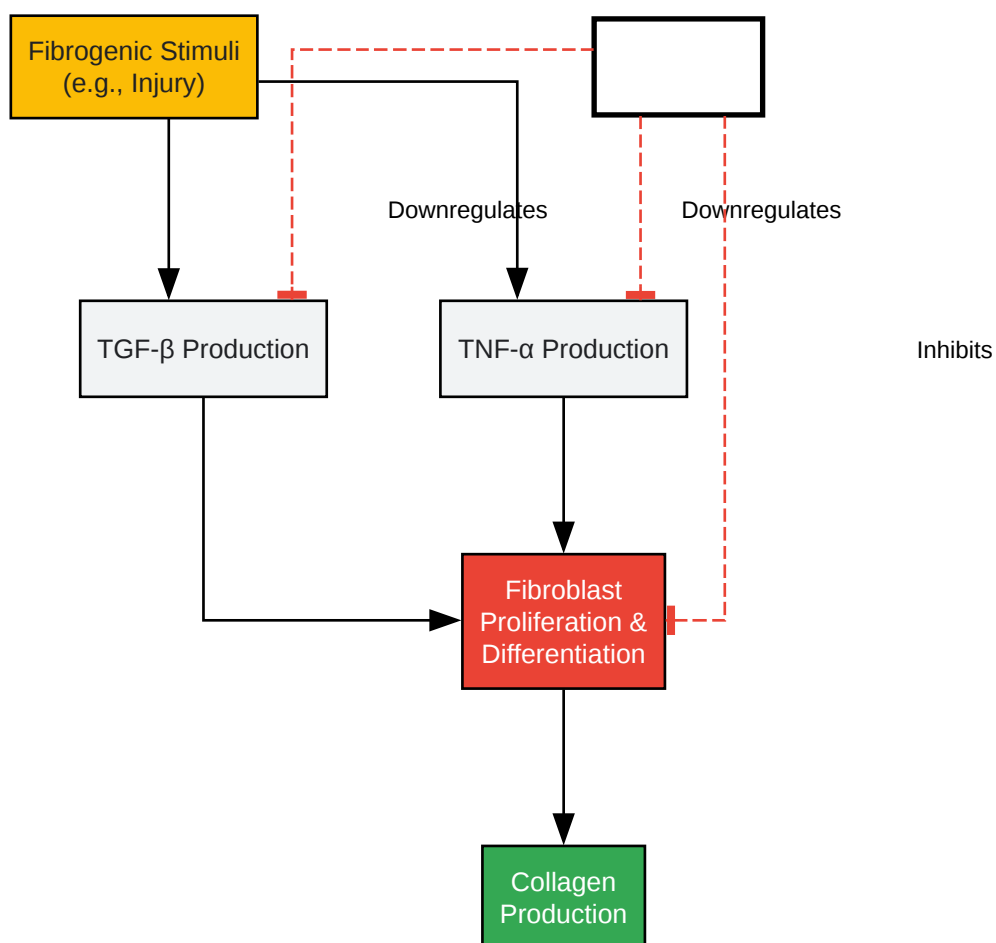 Fibrogenic Stimuli
(e.g., Injury)
Downregulates
Downregulates
TGF-β Production
TNF-α Production
Inhibits
Fibroblast
Proliferation &
Differentiation
Collagen
Production